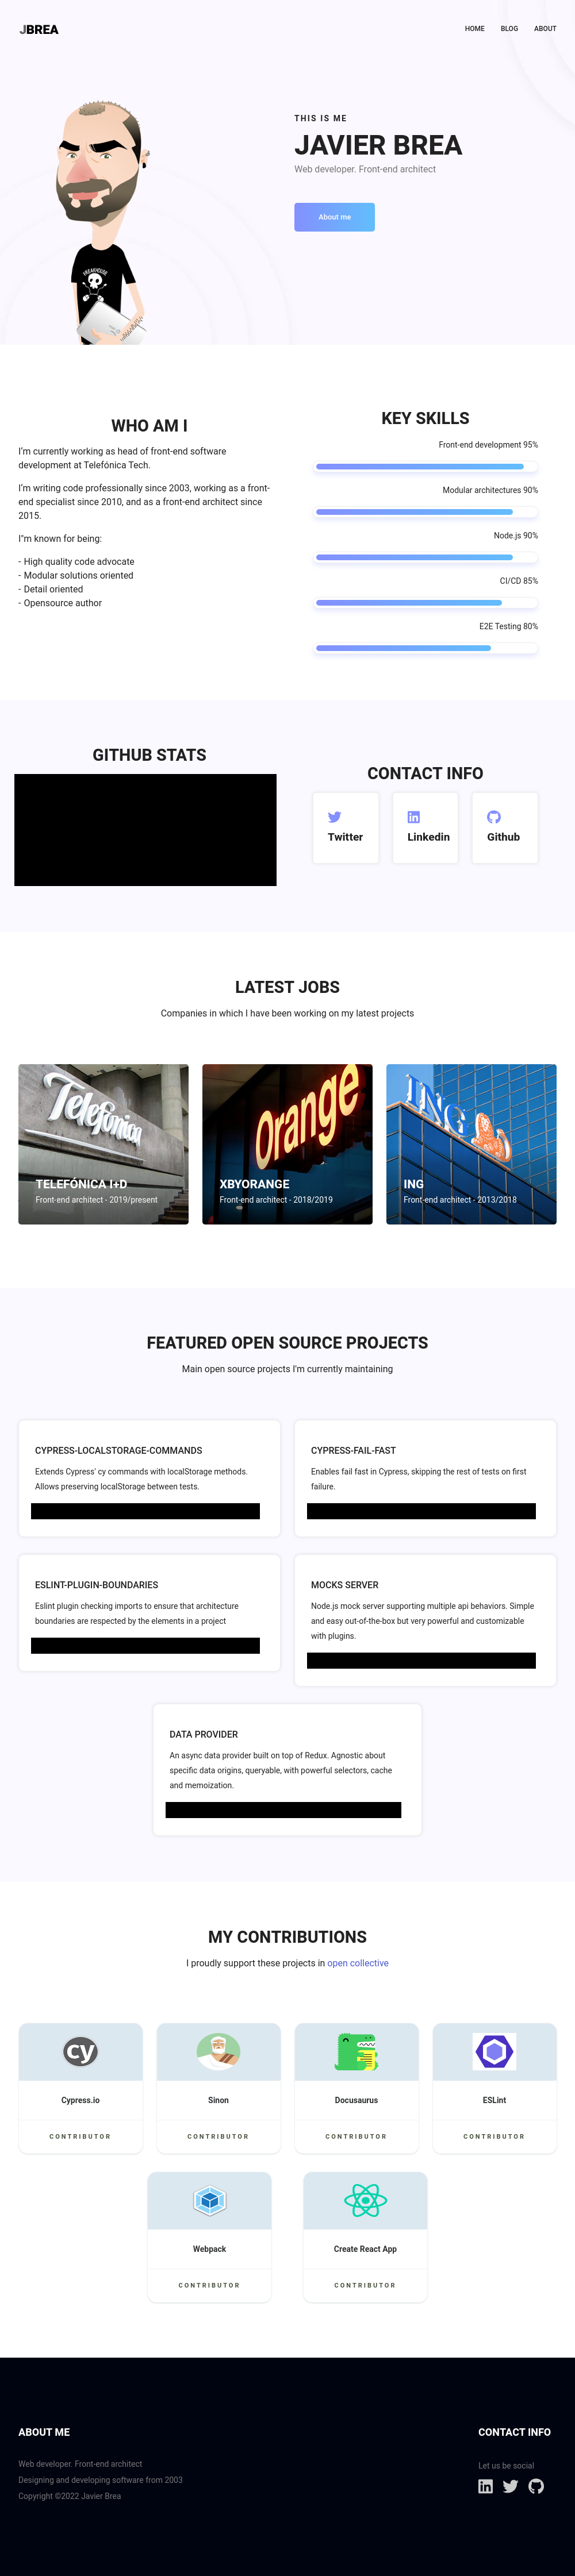 JBREA
HOME
BLOG
ABOUT
THIS IS ME
JAVIER BREA
Web developer. Front-end architect
About me
FREAKHOUSE
WHO AM I
I'm currently working as head of front-end software
development at Telefónica Tech.
I'm writing code professionally since 2003, working as a front-
end specialist since 2010, and as a front-end architect since
2015.
I"m known for being:
- High quality code advocate
- Modular solutions oriented
- Detail oriented
- Opensource author
KEY SKILLS
Front-end development 95%
Modular architectures 90%
Node.js 90%
CI/CD 85%
E2E Testing 80%
GITHUB STATS
CONTACT INFO
Twitter
Linkedin
Github
LATEST JOBS
Companies in which I have been working on my latest projects
Telefónica
TELEFÓNICA I+D
Front-end architect - 2019/present
Orange
XBYORANGE
Front-end architect - 2018/2019
ING
ING
Front-end architect - 2013/2018
FEATURED OPEN SOURCE PROJECTS
Main open source projects I'm currently maintaining
CYPRESS-LOCALSTORAGE-COMMANDS
Extends Cypress' cy commands with localStorage methods.
Allows preserving localStorage between tests.
CYPRESS-FAIL-FAST
Enables fail fast in Cypress, skipping the rest of tests on first
failure.
ESLINT-PLUGIN-BOUNDARIES
Eslint plugin checking imports to ensure that architecture
boundaries are respected by the elements in a project
MOCKS SERVER
Node.js mock server supporting multiple api behaviors. Simple
and easy out-of-the-box but very powerful and customizable
with plugins.
DATA PROVIDER
An async data provider built on top of Redux. Agnostic about
specific data origins, queryable, with powerful selectors, cache
and memoization.
MY CONTRIBUTIONS
I proudly support these projects in open collective
cy
Cypress.io
CONTRIBUTOR
Sinon
CONTRIBUTOR
Docusaurus
CONTRIBUTOR
ESLint
CONTRIBUTOR
Webpack
CONTRIBUTOR
Create React App
CONTRIBUTOR
ABOUT ME
Web developer. Front-end architect
Designing and developing software from 2003
Copyright ©2022 Javier Brea
CONTACT INFO
Let us be social